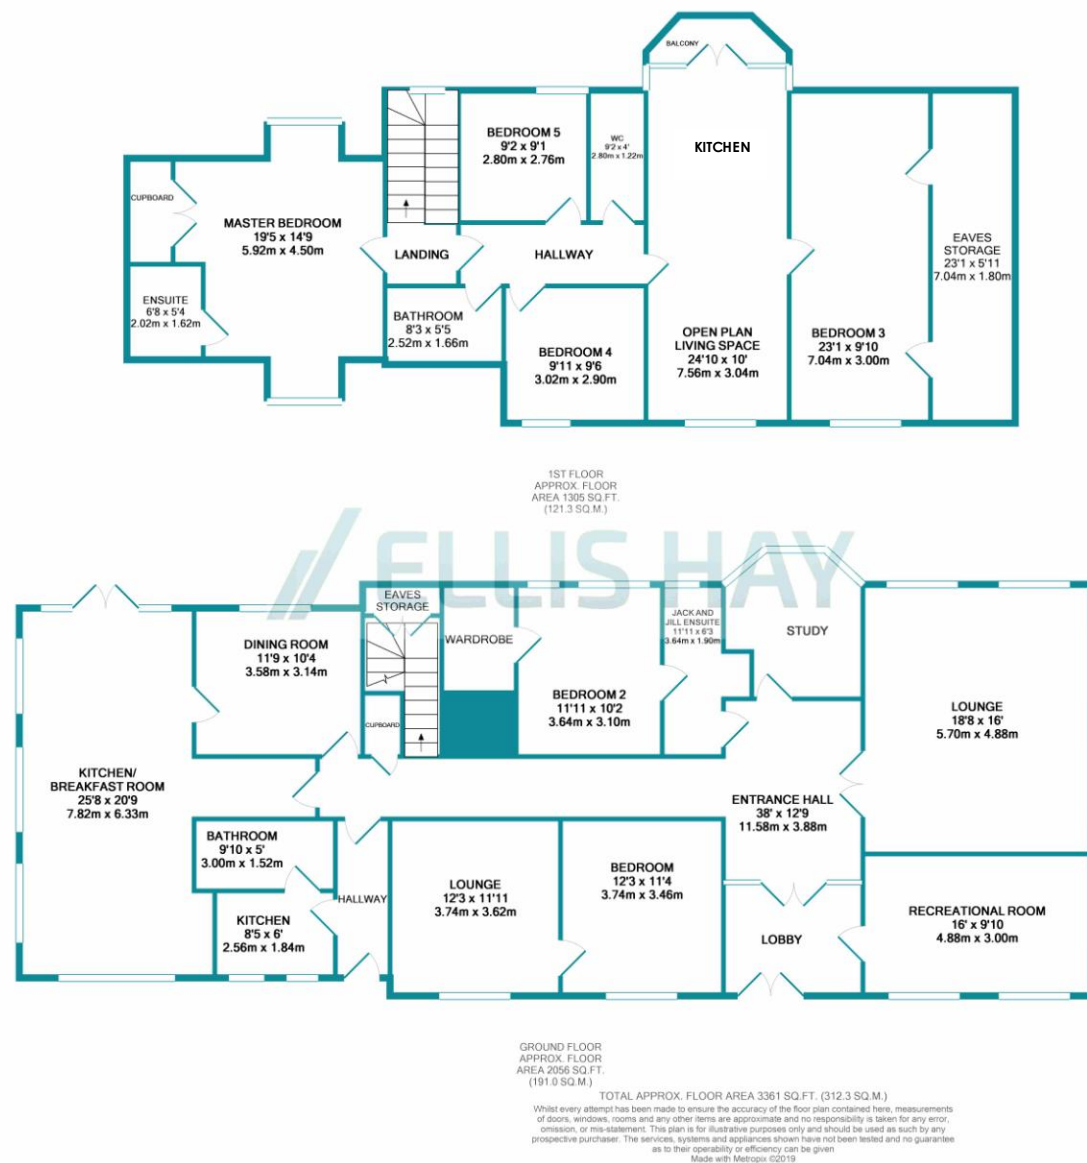 BALCONY
BEDROOM 5
9'2 x 9'1
2.80m x 2.76m
WC
9'2 x 4'
2.80m x 1.22m
KITCHEN
CUPBOARD
MASTER BEDROOM
19'5 x 14'9
5.92m x 4.50m
LANDING
HALLWAY
EAVES
STORAGE
23'1 x 5'11
7.04m x 1.80m
ENSUITE
6'8 x 5'4
2.02m x 1.62m
BATHROOM
8'3 x 5'5
2.52m x 1.66m
BEDROOM 4
9'11 x 9'6
3.02m x 2.90m
OPEN PLAN
LIVING SPACE
24'10 x 10'
7.56m x 3.04m
BEDROOM 3
23'1 x 9'10
7.04m x 3.00m
1ST FLOOR
APPROX. FLOOR
AREA 1305 SQ.FT.
(121.3 SQ.M.)
ELLIS HAY
EAVES
STORAGE
WARDROBE
JACK AND
JILL ENSUITE
11'11 x 6'3
3.64m x 1.90m
STUDY
DINING ROOM
11'9 x 10'4
3.58m x 3.14m
CUPBOARD
BEDROOM 2
11'11 x 10'2
3.64m x 3.10m
LOUNGE
18'8 x 16'
5.70m x 4.88m
KITCHEN/
BREAKFAST ROOM
25'8 x 20'9
7.82m x 6.33m
ENTRANCE HALL
38' x 12'9
11.58m x 3.88m
BATHROOM
9'10 x 5'
3.00m x 1.52m
HALLWAY
LOUNGE
12'3 x 11'11
3.74m x 3.62m
BEDROOM
12'3 x 11'4
3.74m x 3.46m
KITCHEN
8'5 x 6'
2.56m x 1.84m
LOBBY
RECREATIONAL ROOM
16' x 9'10
4.88m x 3.00m
GROUND FLOOR
APPROX. FLOOR
AREA 2056 SQ.FT.
(191.0 SQ.M.)
TOTAL APPROX. FLOOR AREA 3361 SQ.FT. (312.3 SQ.M.)
Whilst every attempt has been made to ensure the accuracy of the floor plan contained here, measurements
of doors, windows, rooms and any other items are approximate and no responsibility is taken for any error,
omission, or mis-statement. This plan is for illustrative purposes only and should be used as such by any
prospective purchaser. The services, systems and appliances shown have not been tested and no guarantee
as to their operability or efficiency can be given
Made with Metropix ©2019